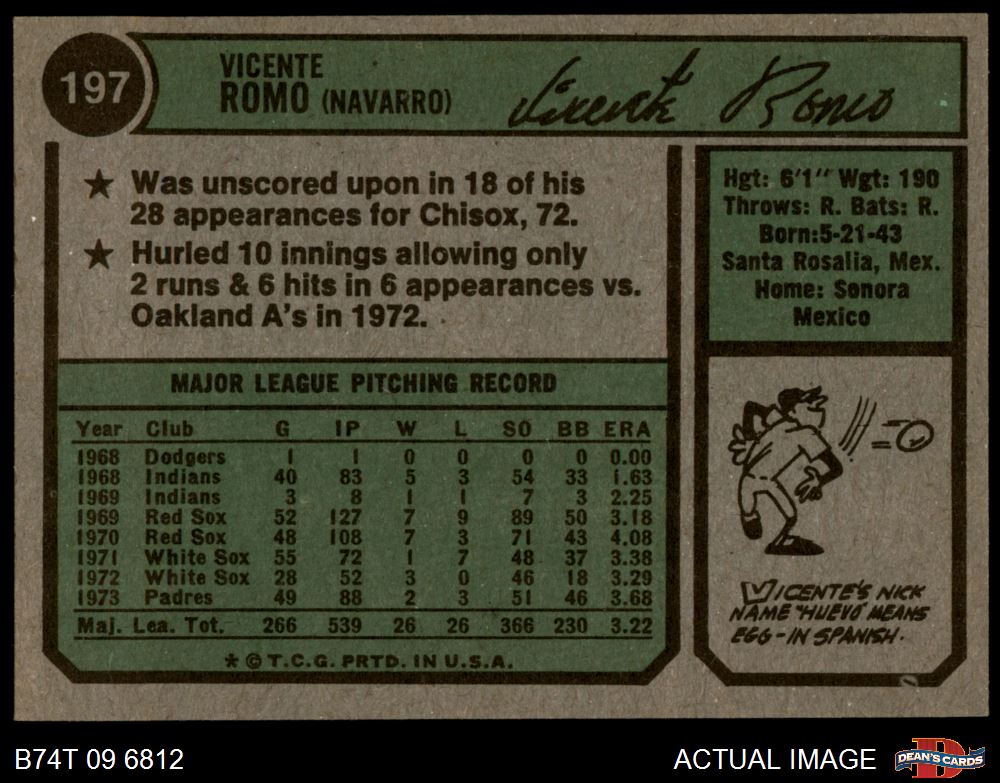 197
VICENTE
ROMO (NAVARRO)
Vicente Romo
★ Was unscored upon in 18 of his
28 appearances for Chisox, 72.
★ Hurled 10 innings allowing only
2 runs & 6 hits in 6 appearances vs.
Oakland A's in 1972.
Hgt: 6'1" Wgt: 190
Throws: R. Bats: R.
Born:5-21-43
Santa Rosalia, Mex.
Home: Sonora
Mexico
MAJOR LEAGUE PITCHING RECORD
Year Club G IP W L SO BB ERA
1968 Dodgers 1 1 0 0 0 0 0.00
1968 Indians 40 83 5 3 54 33 1.63
1969 Indians 3 8 1 1 7 3 2.25
1969 Red Sox 52 127 7 9 89 50 3.18
1970 Red Sox 48 108 7 3 71 43 4.08
1971 White Sox 55 72 1 7 48 37 3.38
1972 White Sox 28 52 3 0 46 18 3.29
1973 Padres 49 88 2 3 51 46 3.68
Maj. Lea. Tot. 266 539 26 26 366 230 3.22
* © T.C.G. PRTD. IN U.S.A.
VICENTE'S NICK
NAME "HUEVO" MEANS
EGG - IN SPANISH.
B74T 09 6812
ACTUAL IMAGE
D
DEAN'S CARDS